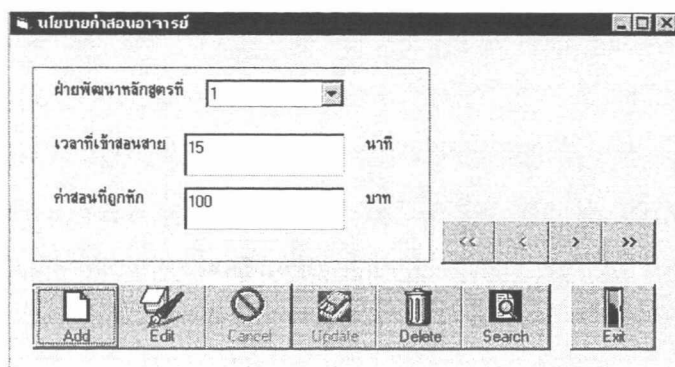 นโยบายค่าสอนอาจารย์
ฝ่ายพัฒนาหลักสูตรที่ 1
เวลาที่เข้าสอนสาย 15 นาที
ค่าสอนที่ถูกหัก 100 บาท
<< < > >>
Add Edit Cancel Update Delete Search Exit